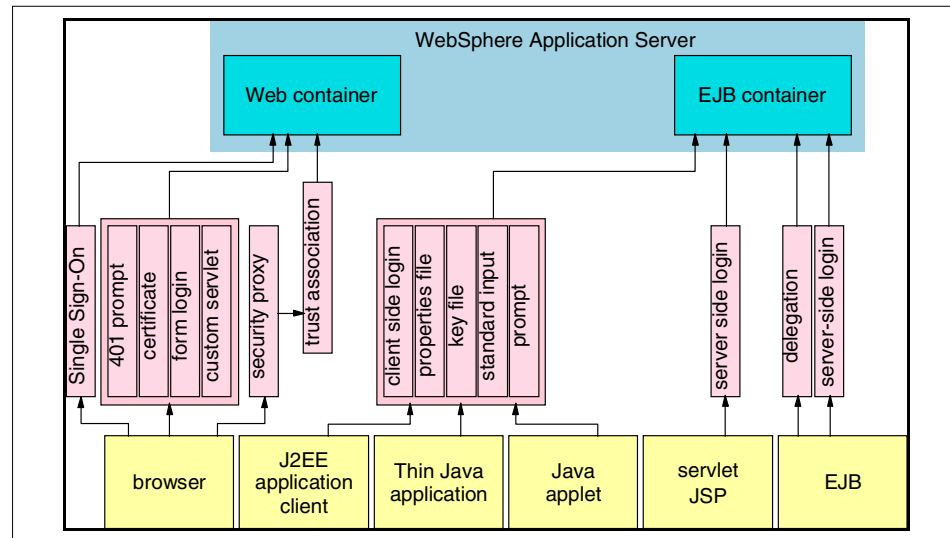 WebSphere Application Server
Web container
EJB container
Single Sign-On
401 prompt
certificate
form login
custom servlet
security proxy
trust association
client side login
properties file
key file
standard input
prompt
server side login
delegation
server-side login
browser
J2EE
application
client
Thin Java
application
Java
applet
servlet
JSP
EJB